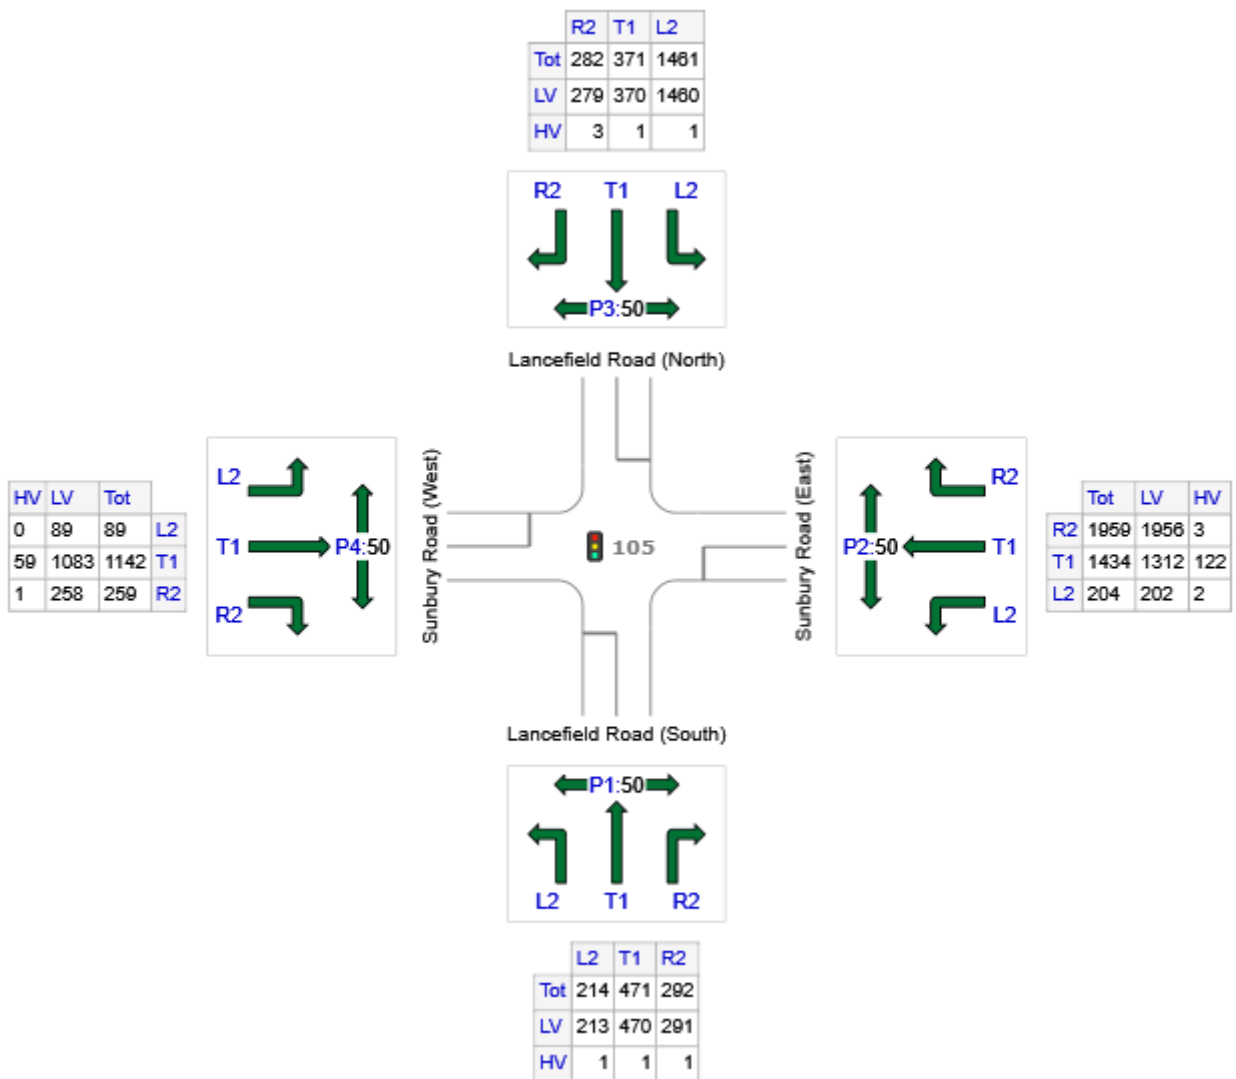 R2 T1 L2
Tot 282 371 1461
LV 279 370 1460
HV 3 1 1
R2 T1 L2
P3:50
Lancefield Road (North)
HV LV Tot
0 89 89 L2
59 1083 1142 T1
1 258 259 R2
L2
T1 P4:50
R2
Sunbury Road (West)
105
Sunbury Road (East)
R2
P2:50 T1
L2
Tot LV HV
R2 1959 1956 3
T1 1434 1312 122
L2 204 202 2
Lancefield Road (South)
P1:50
L2 T1 R2
L2 T1 R2
Tot 214 471 292
LV 213 470 291
HV 1 1 1